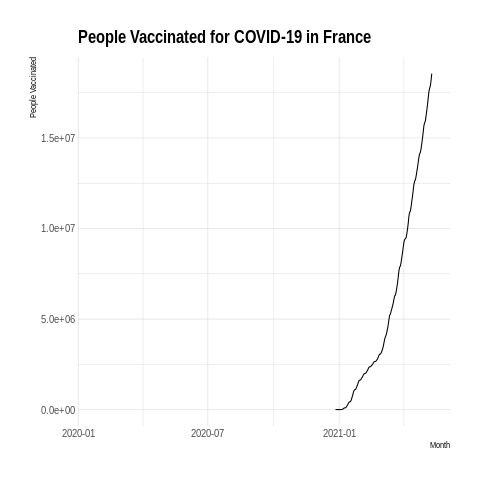 People Vaccinated for COVID-19 in France
People Vaccinated
1.5e+07
1.0e+07
5.0e+06
0.0e+00
2020-01 2020-07 2021-01
Month